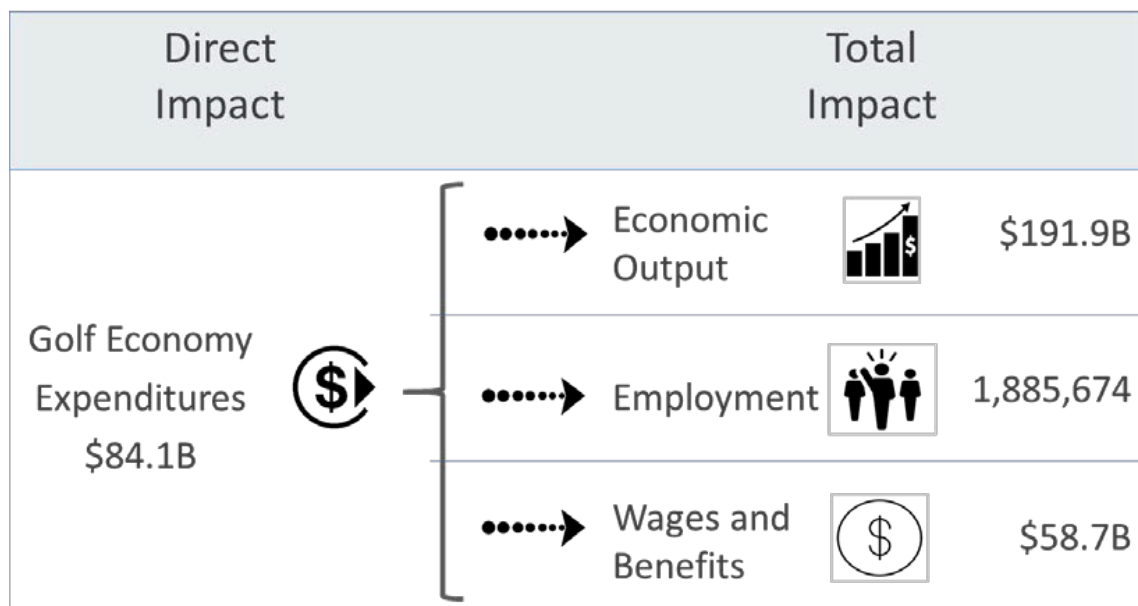 Direct
Impact
Total
Impact
Golf Economy
Expenditures
$84.1B
$
Economic
Output
$
$191.9B
Employment
1,885,674
Wages and
Benefits
$
$58.7B